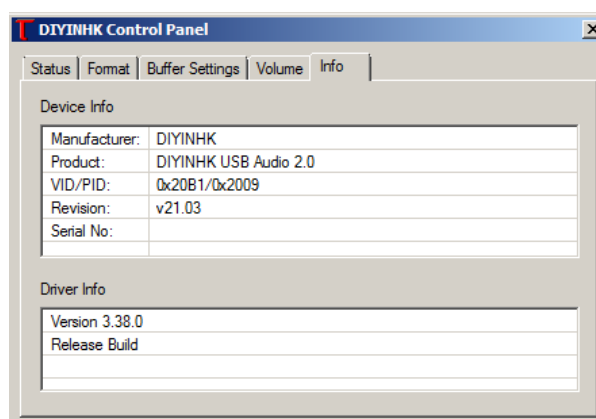 DIYINHK Control Panel
Status Format Buffer Settings Volume Info
Device Info
Manufacturer: DIYINHK
Product: DIYINHK USB Audio 2.0
VID/PID: 0x20B1/0x2009
Revision: v21.03
Serial No:
Driver Info
Version 3.38.0
Release Build